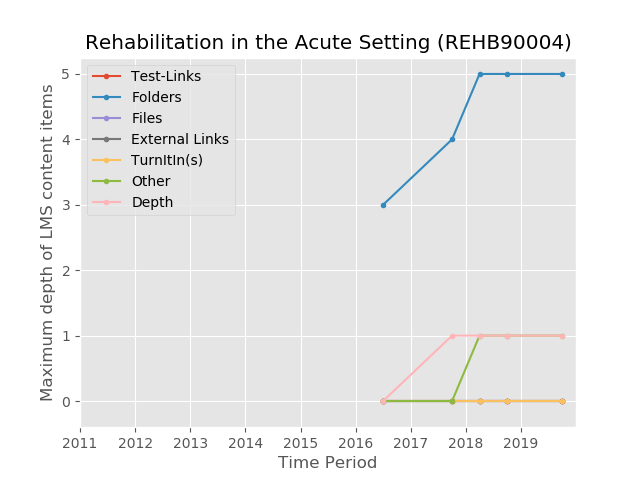 Rehabilitation in the Acute Setting (REHB90004)
Maximum depth of LMS content items
5
4
3
2
1
0
Test-Links
Folders
Files
External Links
TurnItIn(s)
Other
Depth
2011 2012 2013 2014 2015 2016 2017 2018 2019
Time Period